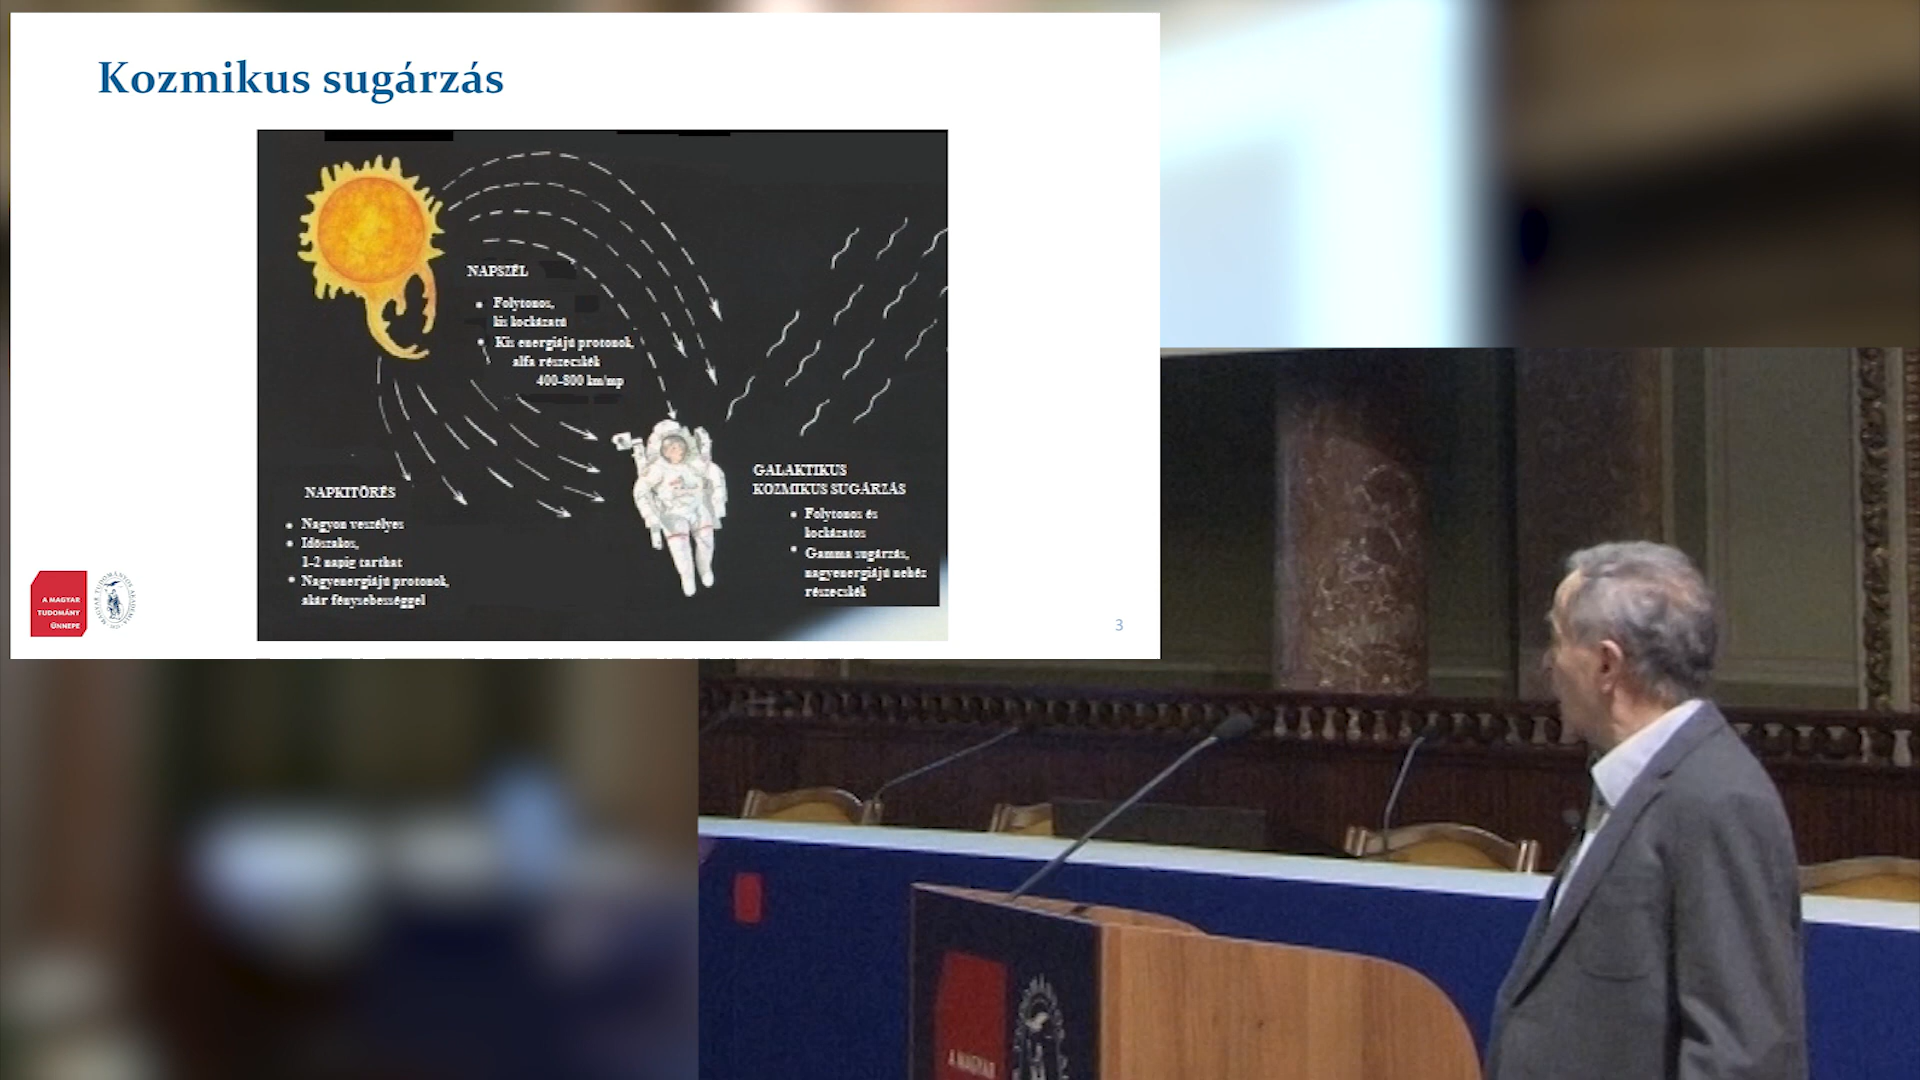 Kozmikus sugárzás
NAPSZÉL
Folytonos,
kis kockázatú
Kis energiájú protonok,
alfa részecskék
400-800 km/mp
NAPKITÖRÉS
Nagyon veszélyes
Időszakos,
1-2 napig tarthat
Nagyenergiájú protonok,
akár fénysebességgel
GALAKTIKUS
KOZMIKUS SUGÁRZÁS
Folytonos és
kockázatos
Gamma sugárzás,
nagyenergiájú nehéz
részecskék
A MAGYAR
TUDOMÁNY
ÜNNEPE
3
A MAGYAR